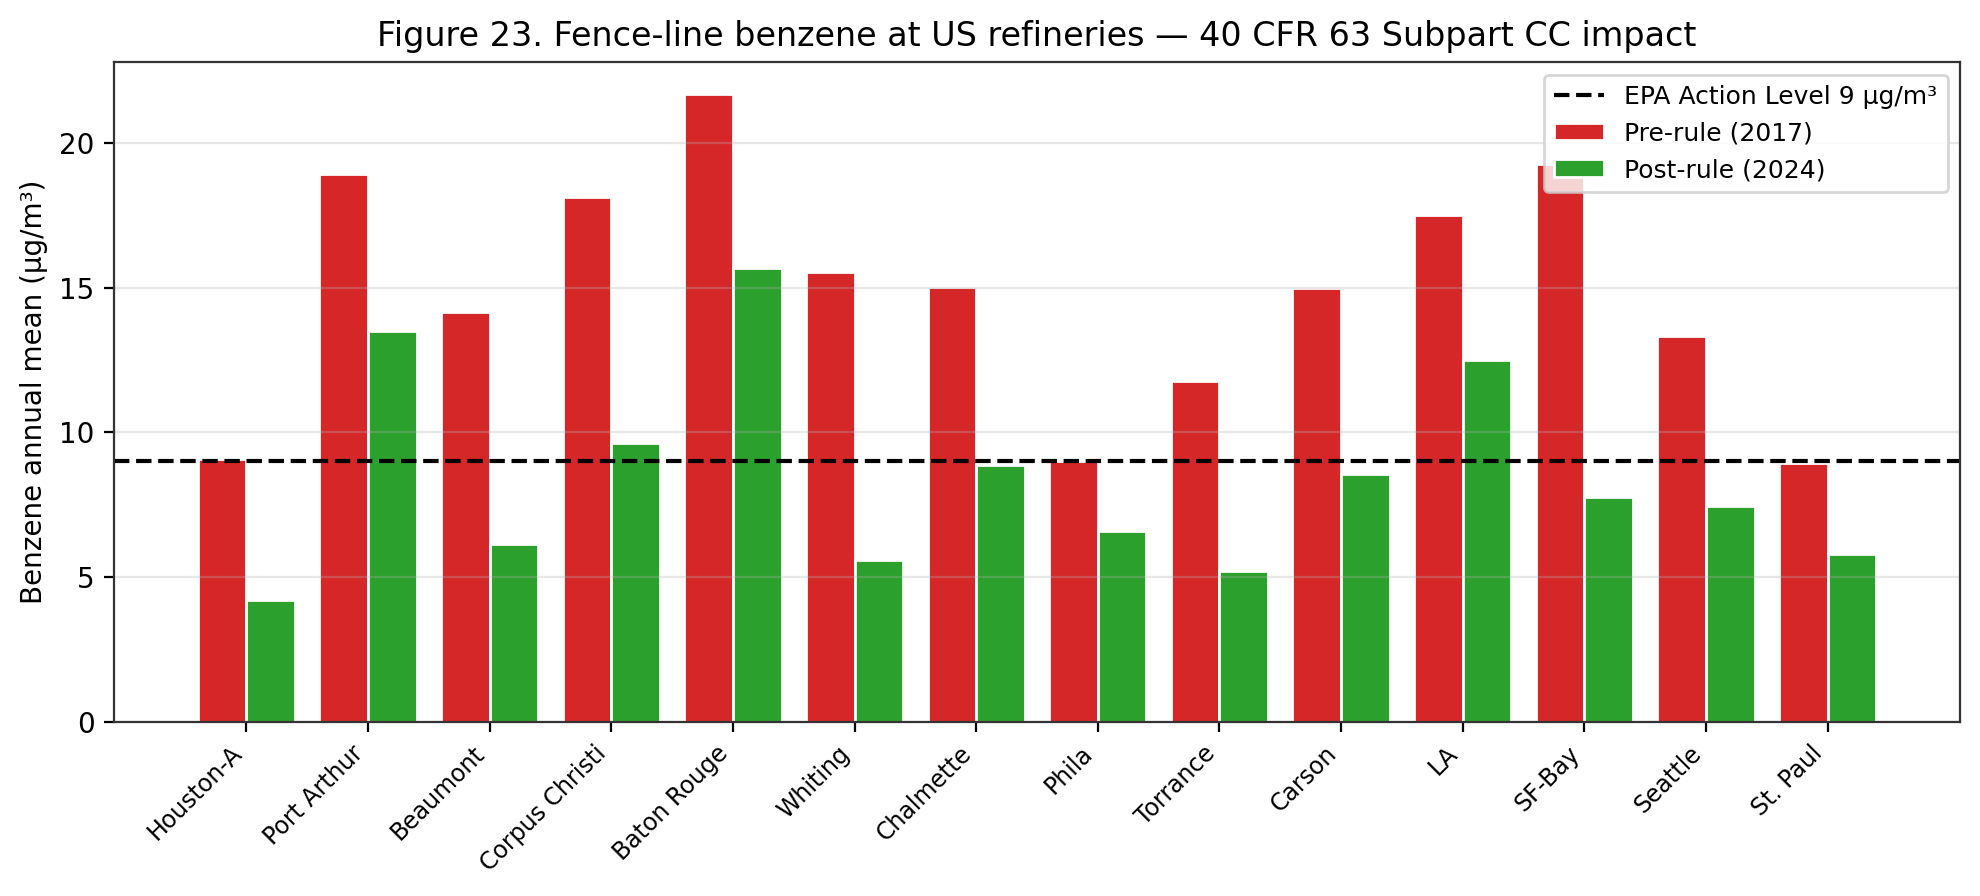 Figure 23. Fence-line benzene at US refineries — 40 CFR 63 Subpart CC impact
EPA Action Level 9 µg/m³
Pre-rule (2017)
Post-rule (2024)
Benzene annual mean (µg/m³)
20
15
10
5
0
Houston-A
Port Arthur
Beaumont
Corpus Christi
Baton Rouge
Whiting
Chalmette
Phila
Torrance
Carson
LA
SF-Bay
Seattle
St. Paul